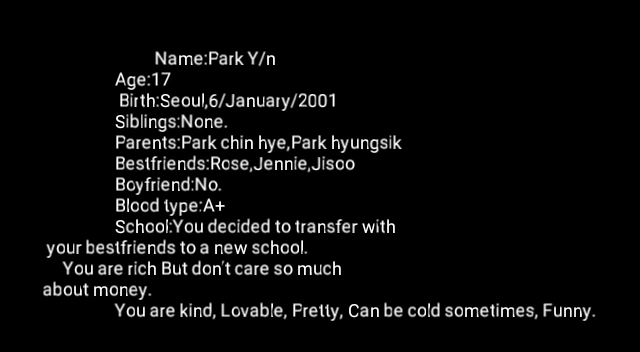 Name:Park Y/n
Age:17
Birth:Seoul,6/January/2001
Siblings:None.
Parents:Park chin hye,Park hyungsik
Bestfriends:Rose,Jennie,Jisoo
Boyfriend:No.
Blood type:A+
School:You decided to transfer with
your bestfriends to a new school.
You are rich But don't care so much
about money.
You are kind, Lovable, Pretty, Can be cold sometimes, Funny.